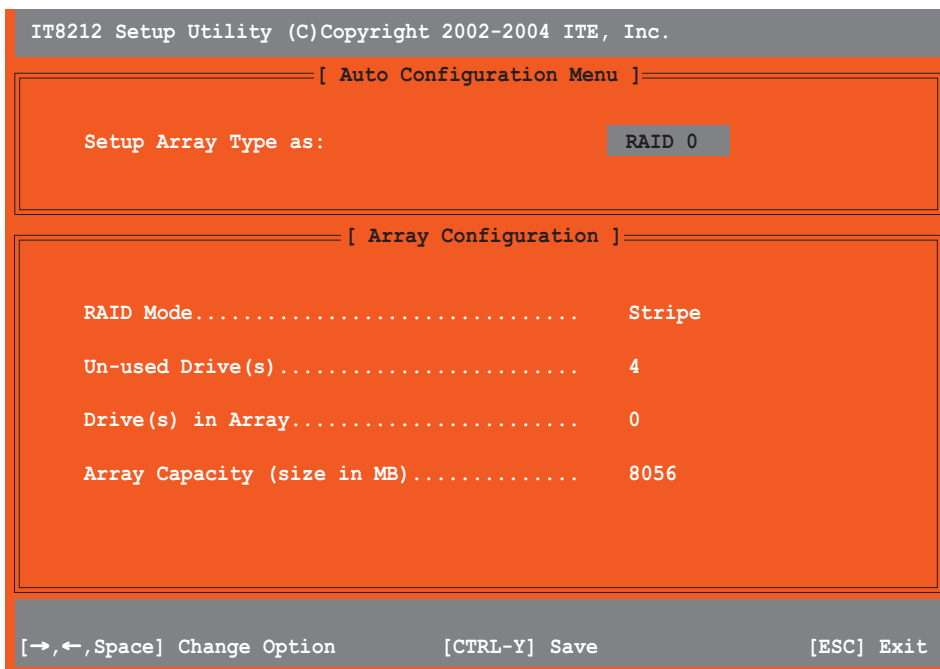 IT8212 Setup Utility (C)Copyright 2002-2004 ITE, Inc.
[ Auto Configuration Menu ]
Setup Array Type as: RAID 0
[ Array Configuration ]
RAID Mode................................ Stripe
Un-used Drive(s)......................... 4
Drive(s) in Array........................ 0
Array Capacity (size in MB).............. 8056
[→,←,Space] Change Option [CTRL-Y] Save [ESC] Exit